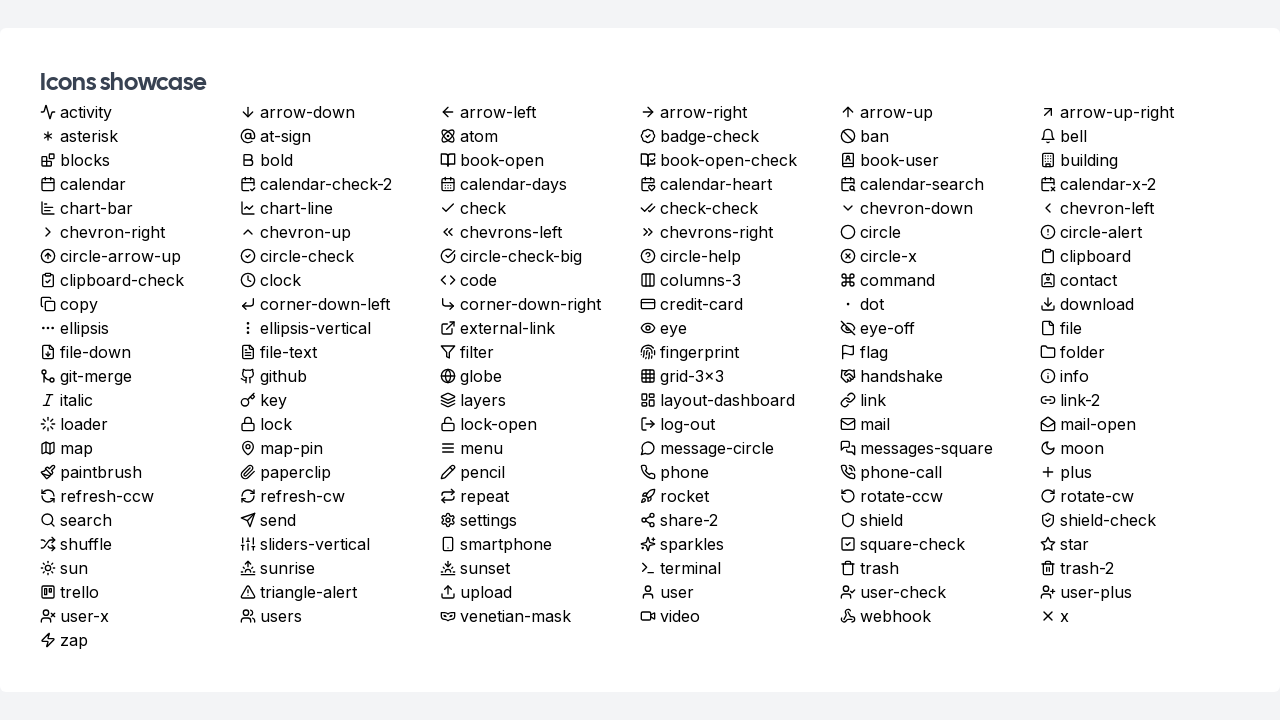 Icons showcase
activity arrow-down arrow-left arrow-right arrow-up arrow-up-right
asterisk at-sign atom badge-check ban bell
blocks bold book-open book-open-check book-user building
calendar calendar-check-2 calendar-days calendar-heart calendar-search calendar-x-2
chart-bar chart-line check check-check chevron-down chevron-left
chevron-right chevron-up chevrons-left chevrons-right circle circle-alert
circle-arrow-up circle-check circle-check-big circle-help circle-x clipboard
clipboard-check clock code columns-3 command contact
copy corner-down-left corner-down-right credit-card dot download
ellipsis ellipsis-vertical external-link eye eye-off file
file-down file-text filter fingerprint flag folder
git-merge github globe grid-3×3 handshake info
italic key layers layout-dashboard link link-2
loader lock lock-open log-out mail mail-open
map map-pin menu message-circle messages-square moon
paintbrush paperclip pencil phone phone-call plus
refresh-ccw refresh-cw repeat rocket rotate-ccw rotate-cw
search send settings share-2 shield shield-check
shuffle sliders-vertical smartphone sparkles square-check star
sun sunrise sunset terminal trash trash-2
trello triangle-alert upload user user-check user-plus
user-x users venetian-mask video webhook x
zap